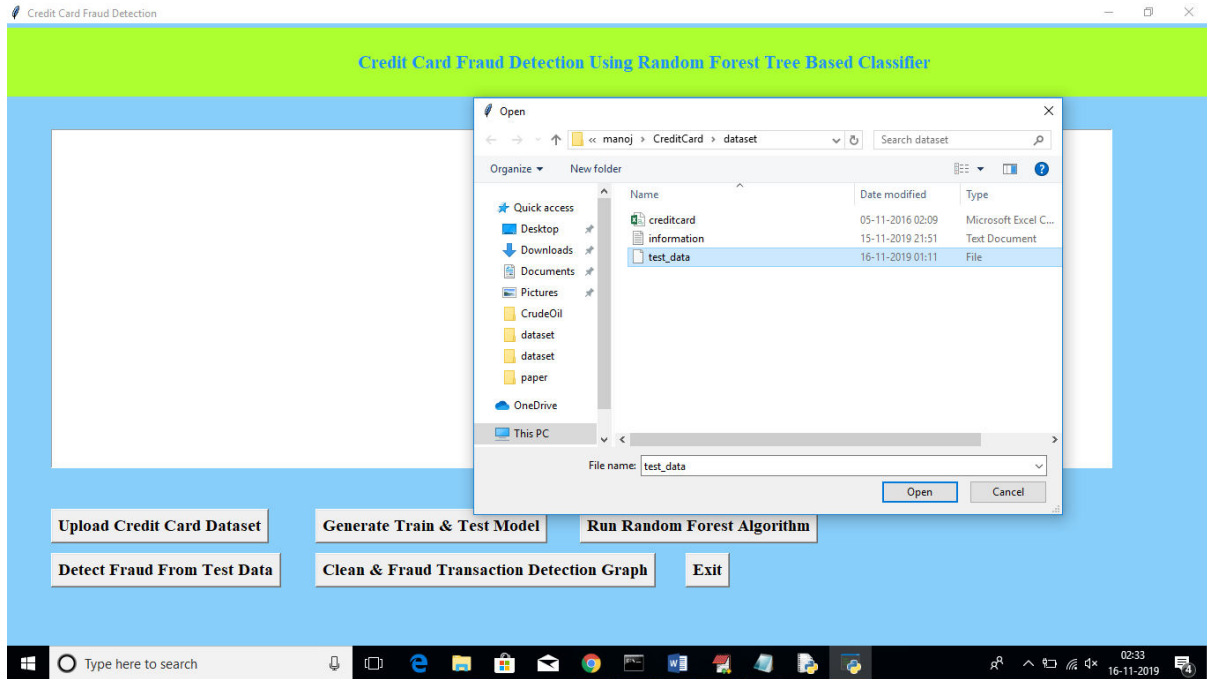 Credit Card Fraud Detection
Credit Card Fraud Detection Using Random Forest Tree Based Classifier
Open
« manoj › CreditCard › dataset
Search dataset
Organize
New folder
Name
Date modified
Type
Quick access
Desktop
Downloads
Documents
Pictures
CrudeOil
dataset
dataset
paper
OneDrive
This PC
creditcard 05-11-2016 02:09 Microsoft Excel C...
information 15-11-2019 21:51 Text Document
test_data 16-11-2019 01:11 File
File name: test_data
Open
Cancel
Upload Credit Card Dataset
Generate Train & Test Model
Run Random Forest Algorithm
Detect Fraud From Test Data
Clean & Fraud Transaction Detection Graph
Exit
Type here to search
02:33
16-11-2019
4